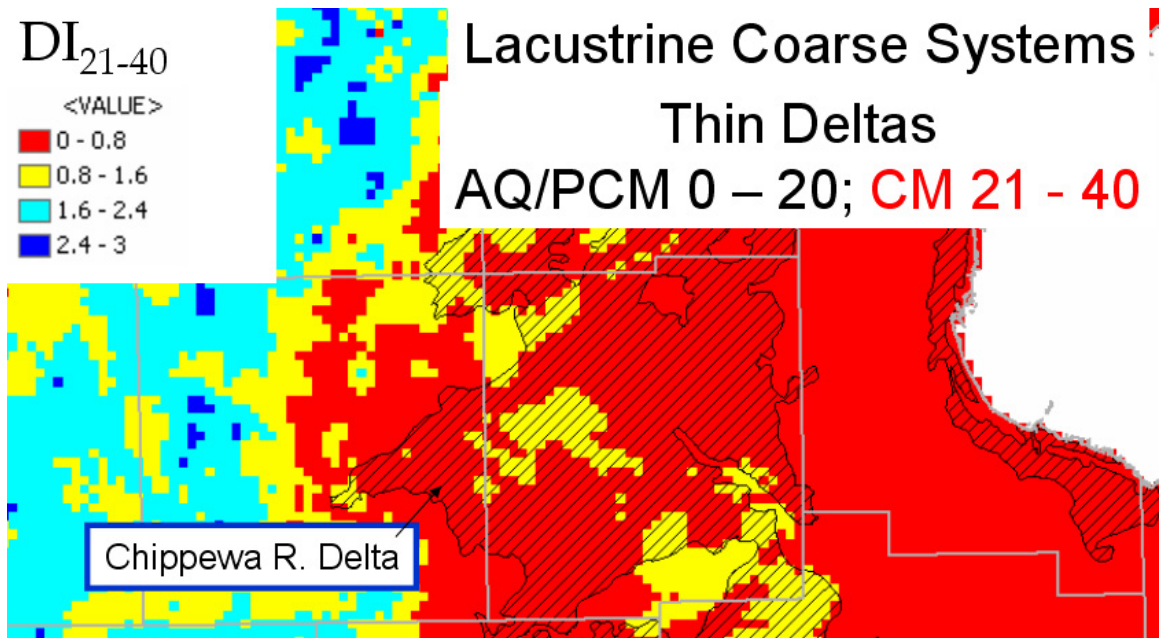 DI21-40
<VALUE>
0 - 0.8
0.8 - 1.6
1.6 - 2.4
2.4 - 3
Lacustrine Coarse Systems
Thin Deltas
AQ/PCM 0 – 20; CM 21 - 40
Chippewa R. Delta